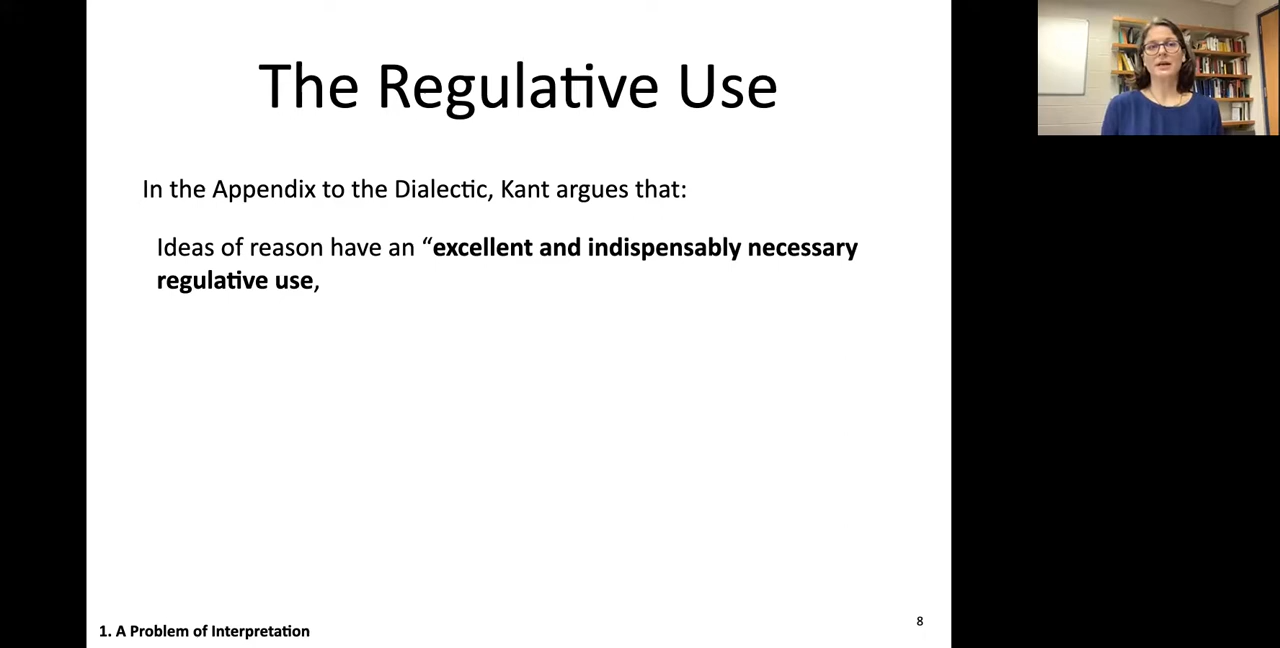 The Regulative Use
In the Appendix to the Dialectic, Kant argues that:
Ideas of reason have an “excellent and indispensably necessary
regulative use,
1. A Problem of Interpretation
8